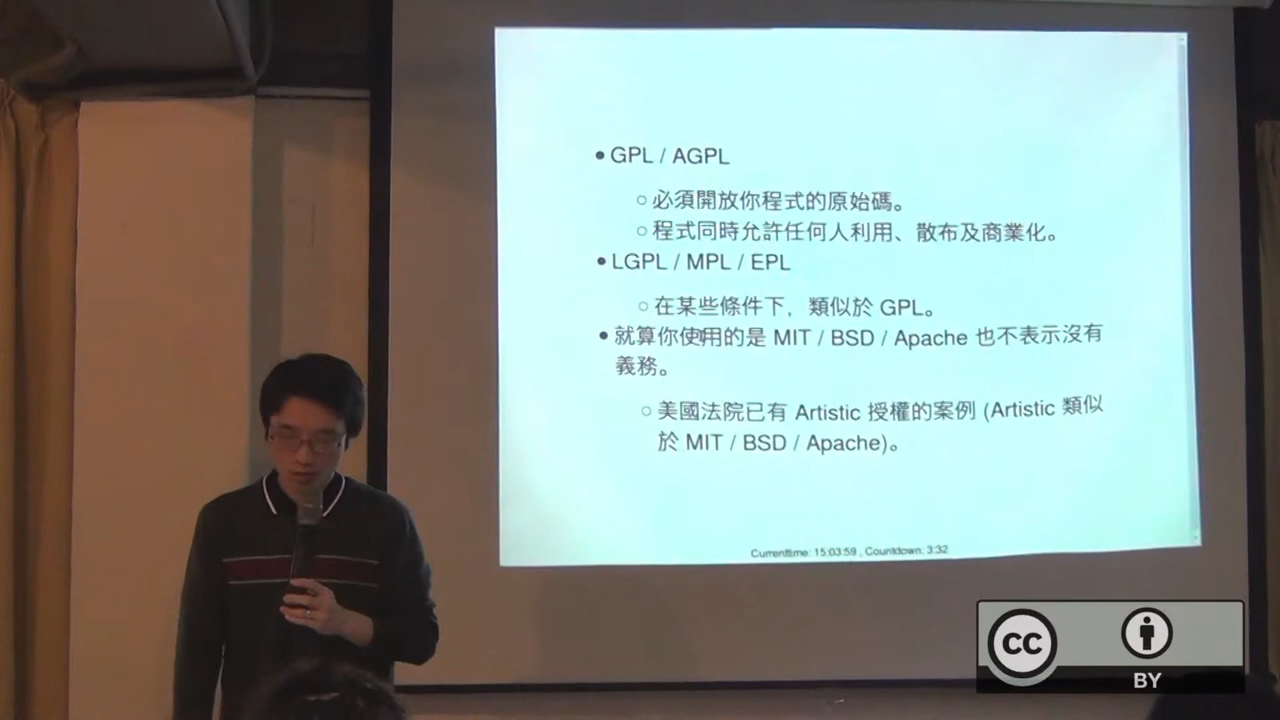 GPL / AGPL
必須開放你程式的原始碼。
程式同時允許任何人利用、散布及商業化。
LGPL / MPL / EPL
在某些條件下，類似於 GPL。
就算你使用的是 MIT / BSD / Apache 也不表示沒有
義務。
美國法院已有 Artistic 授權的案例 (Artistic 類似
於 MIT / BSD / Apache)。
Currenttime: 15:03:59 , Countdown: 3:32
cc
BY